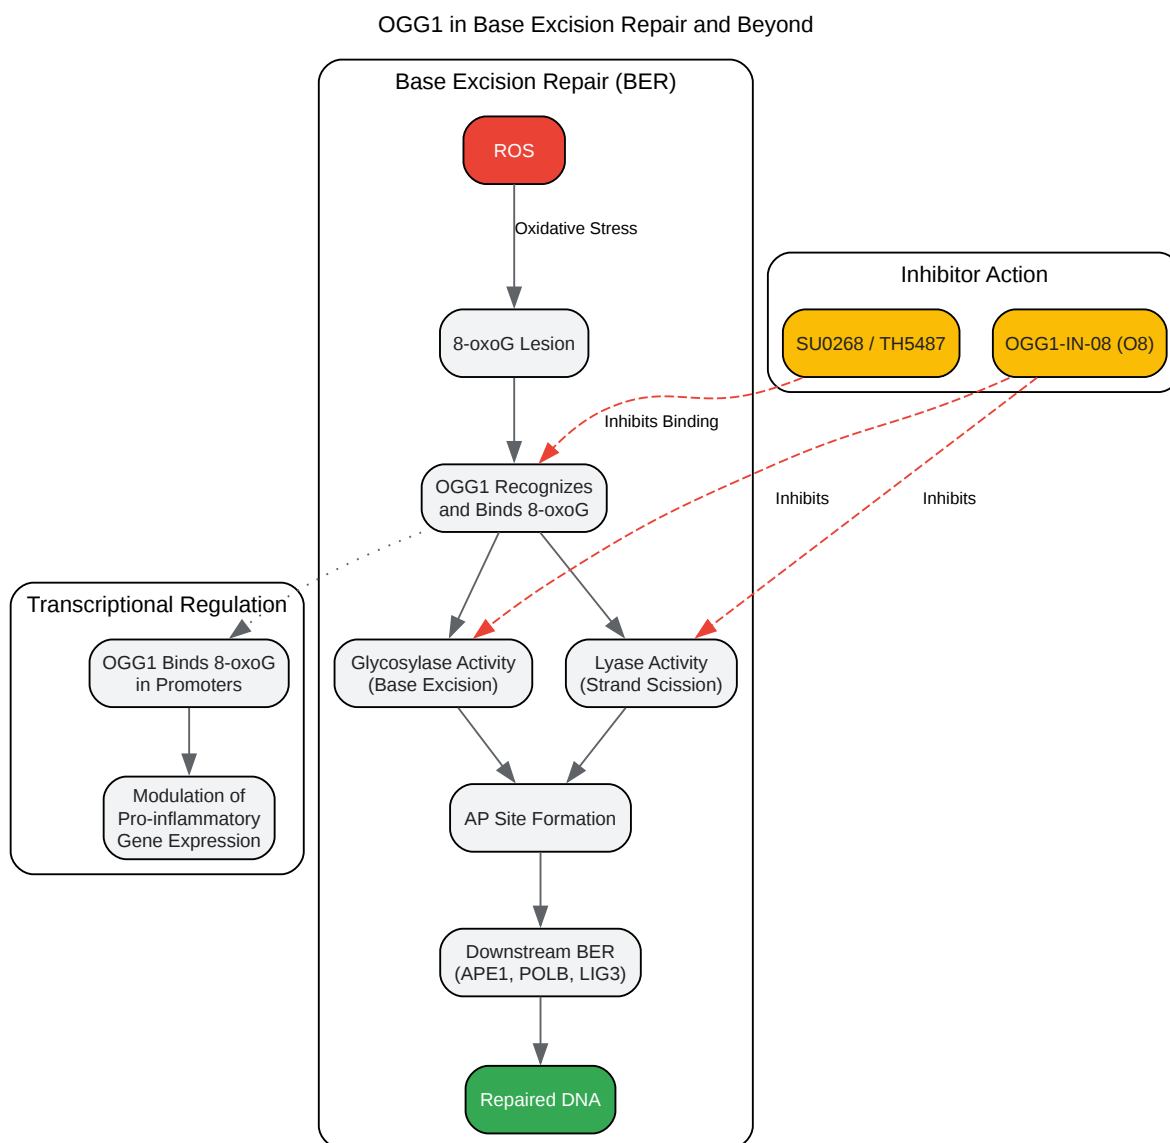 OGG1 in Base Excision Repair and Beyond
Base Excision Repair (BER)
ROS
Oxidative Stress
Inhibitor Action
8-oxoG Lesion
SU0268 / TH5487
OGG1-IN-08 (O8)
Inhibits Binding
OGG1 Recognizes
and Binds 8-oxoG
Inhibits
Inhibits
Transcriptional Regulation
OGG1 Binds 8-oxoG
in Promoters
Glycosylase Activity
(Base Excision)
Lyase Activity
(Strand Scission)
Modulation of
Pro-inflammatory
Gene Expression
AP Site Formation
Downstream BER
(APE1, POLB, LIG3)
Repaired DNA